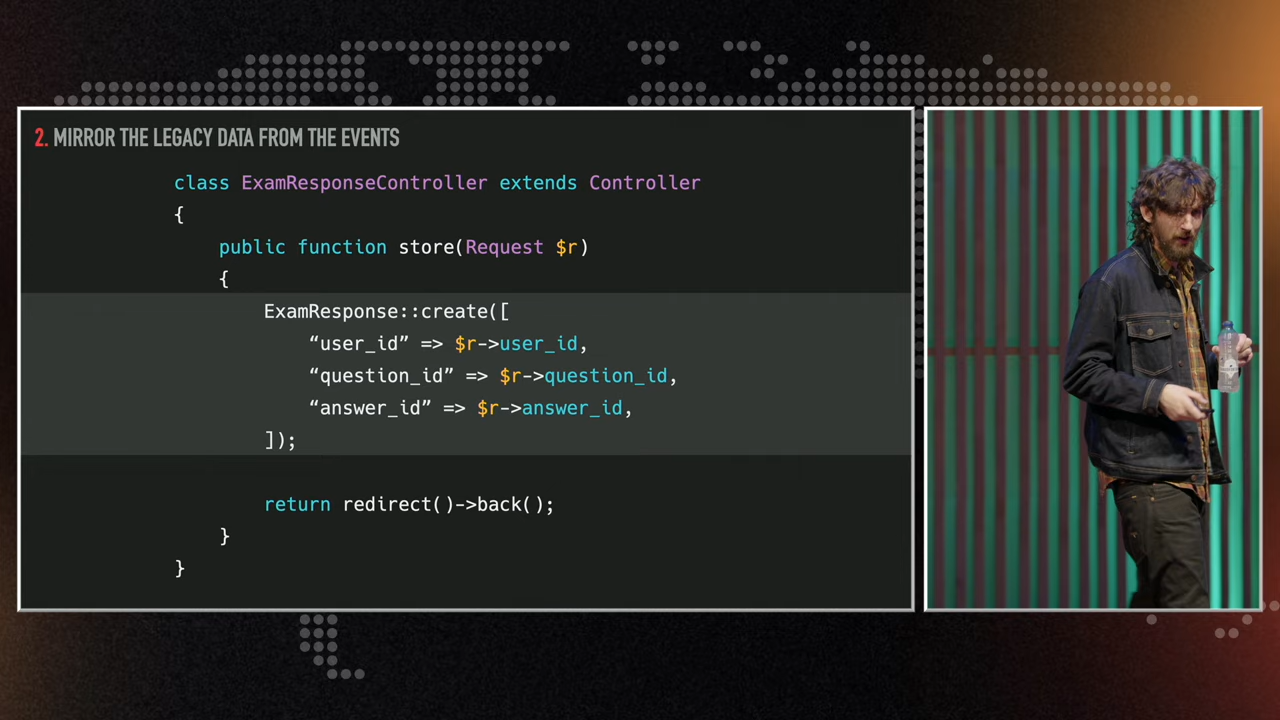 2. MIRROR THE LEGACY DATA FROM THE EVENTS
class ExamResponseController extends Controller
{
public function store(Request $r)
{
ExamResponse::create([
“user_id” => $r->user_id,
“question_id” => $r->question_id,
“answer_id” => $r->answer_id,
]);
return redirect()->back();
}
}